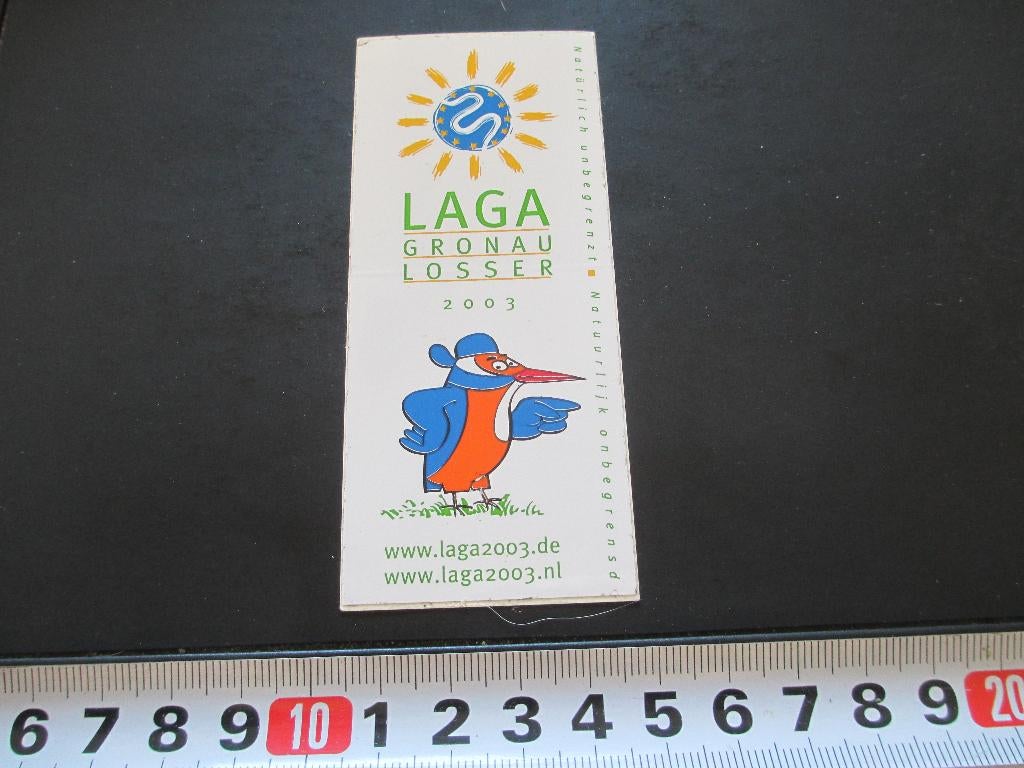 LAGA
GRONAU
LOSSER
2003
www.laga2003.de
www.laga2003.nl
Natürlich unbegrenzt ■ Natuurlijk onbegrensd
6 7 8 9 10 1 2 3 4 5 6 7 8 9 20